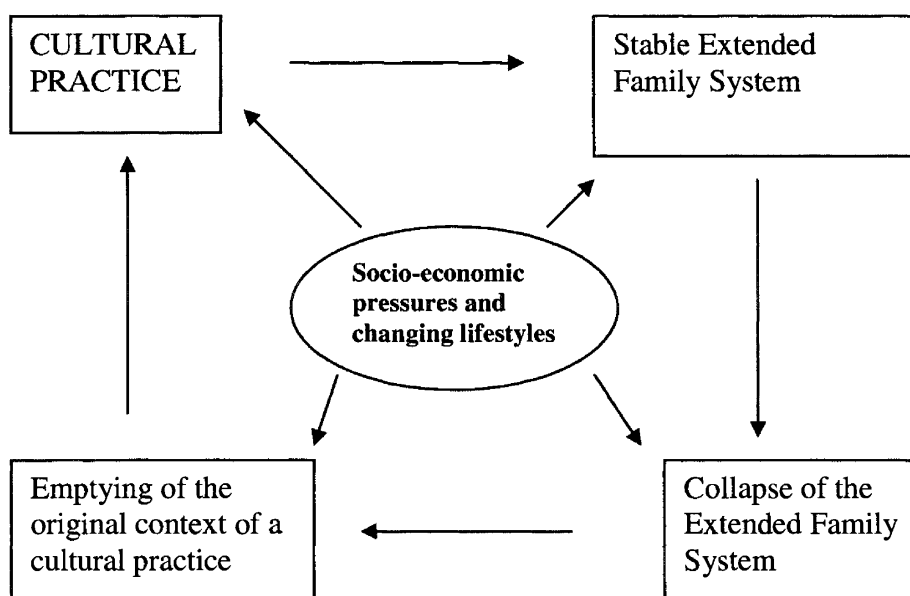 CULTURAL
PRACTICE
Stable Extended
Family System
Socio-economic
pressures and
changing lifestyles
Emptying of the
original context of a
cultural practice
Collapse of the
Extended Family
System